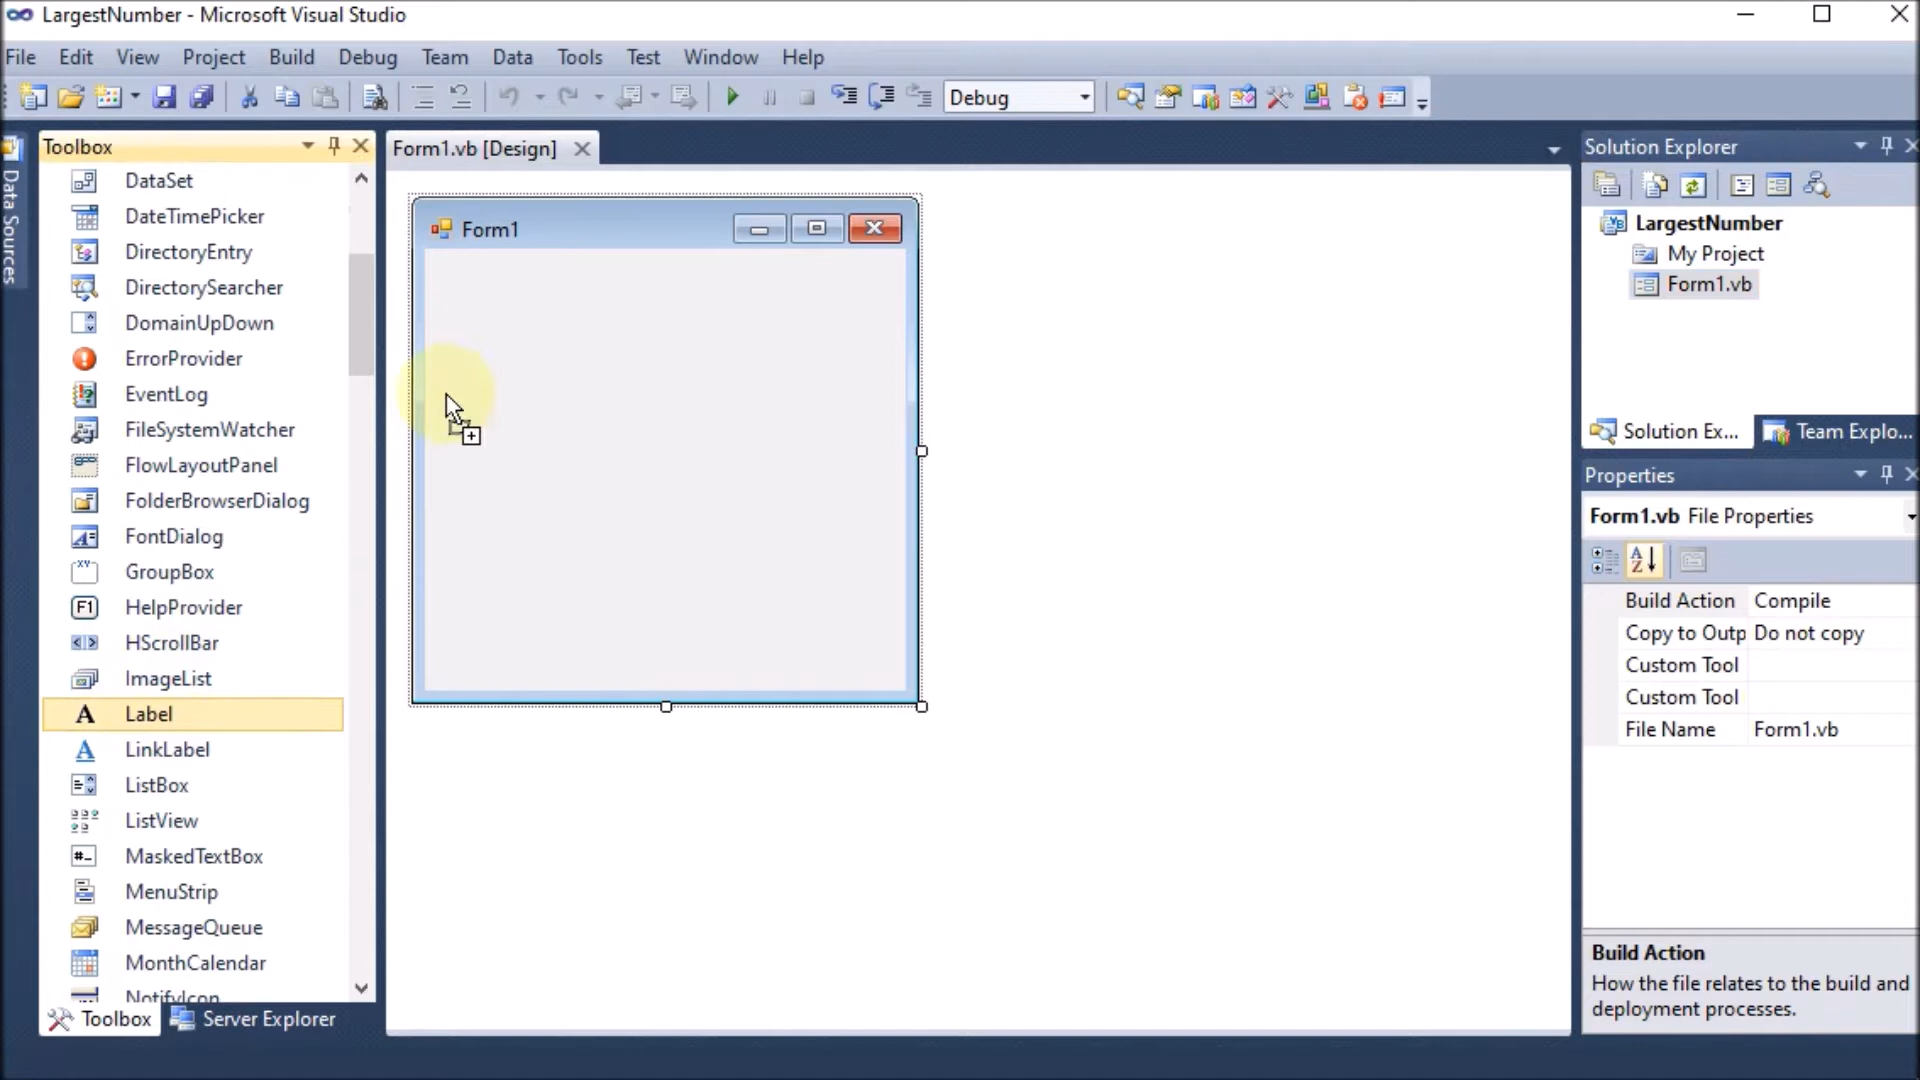 LargestNumber - Microsoft Visual Studio
File Edit View Project Build Debug Team Data Tools Test Window Help
Debug
Data Sources
Toolbox
DataSet
DateTimePicker
DirectoryEntry
DirectorySearcher
DomainUpDown
ErrorProvider
EventLog
FileSystemWatcher
FlowLayoutPanel
FolderBrowserDialog
FontDialog
GroupBox
HelpProvider
HScrollBar
ImageList
Label
LinkLabel
ListBox
ListView
MaskedTextBox
MenuStrip
MessageQueue
MonthCalendar
NotifyIcon
Toolbox Server Explorer
Form1.vb [Design]
Form1
Solution Explorer
LargestNumber
My Project
Form1.vb
Solution Ex... Team Explo...
Properties
Form1.vb File Properties
Build Action Compile
Copy to Outp Do not copy
Custom Tool
Custom Tool
File Name Form1.vb
Build Action
How the file relates to the build and
deployment processes.